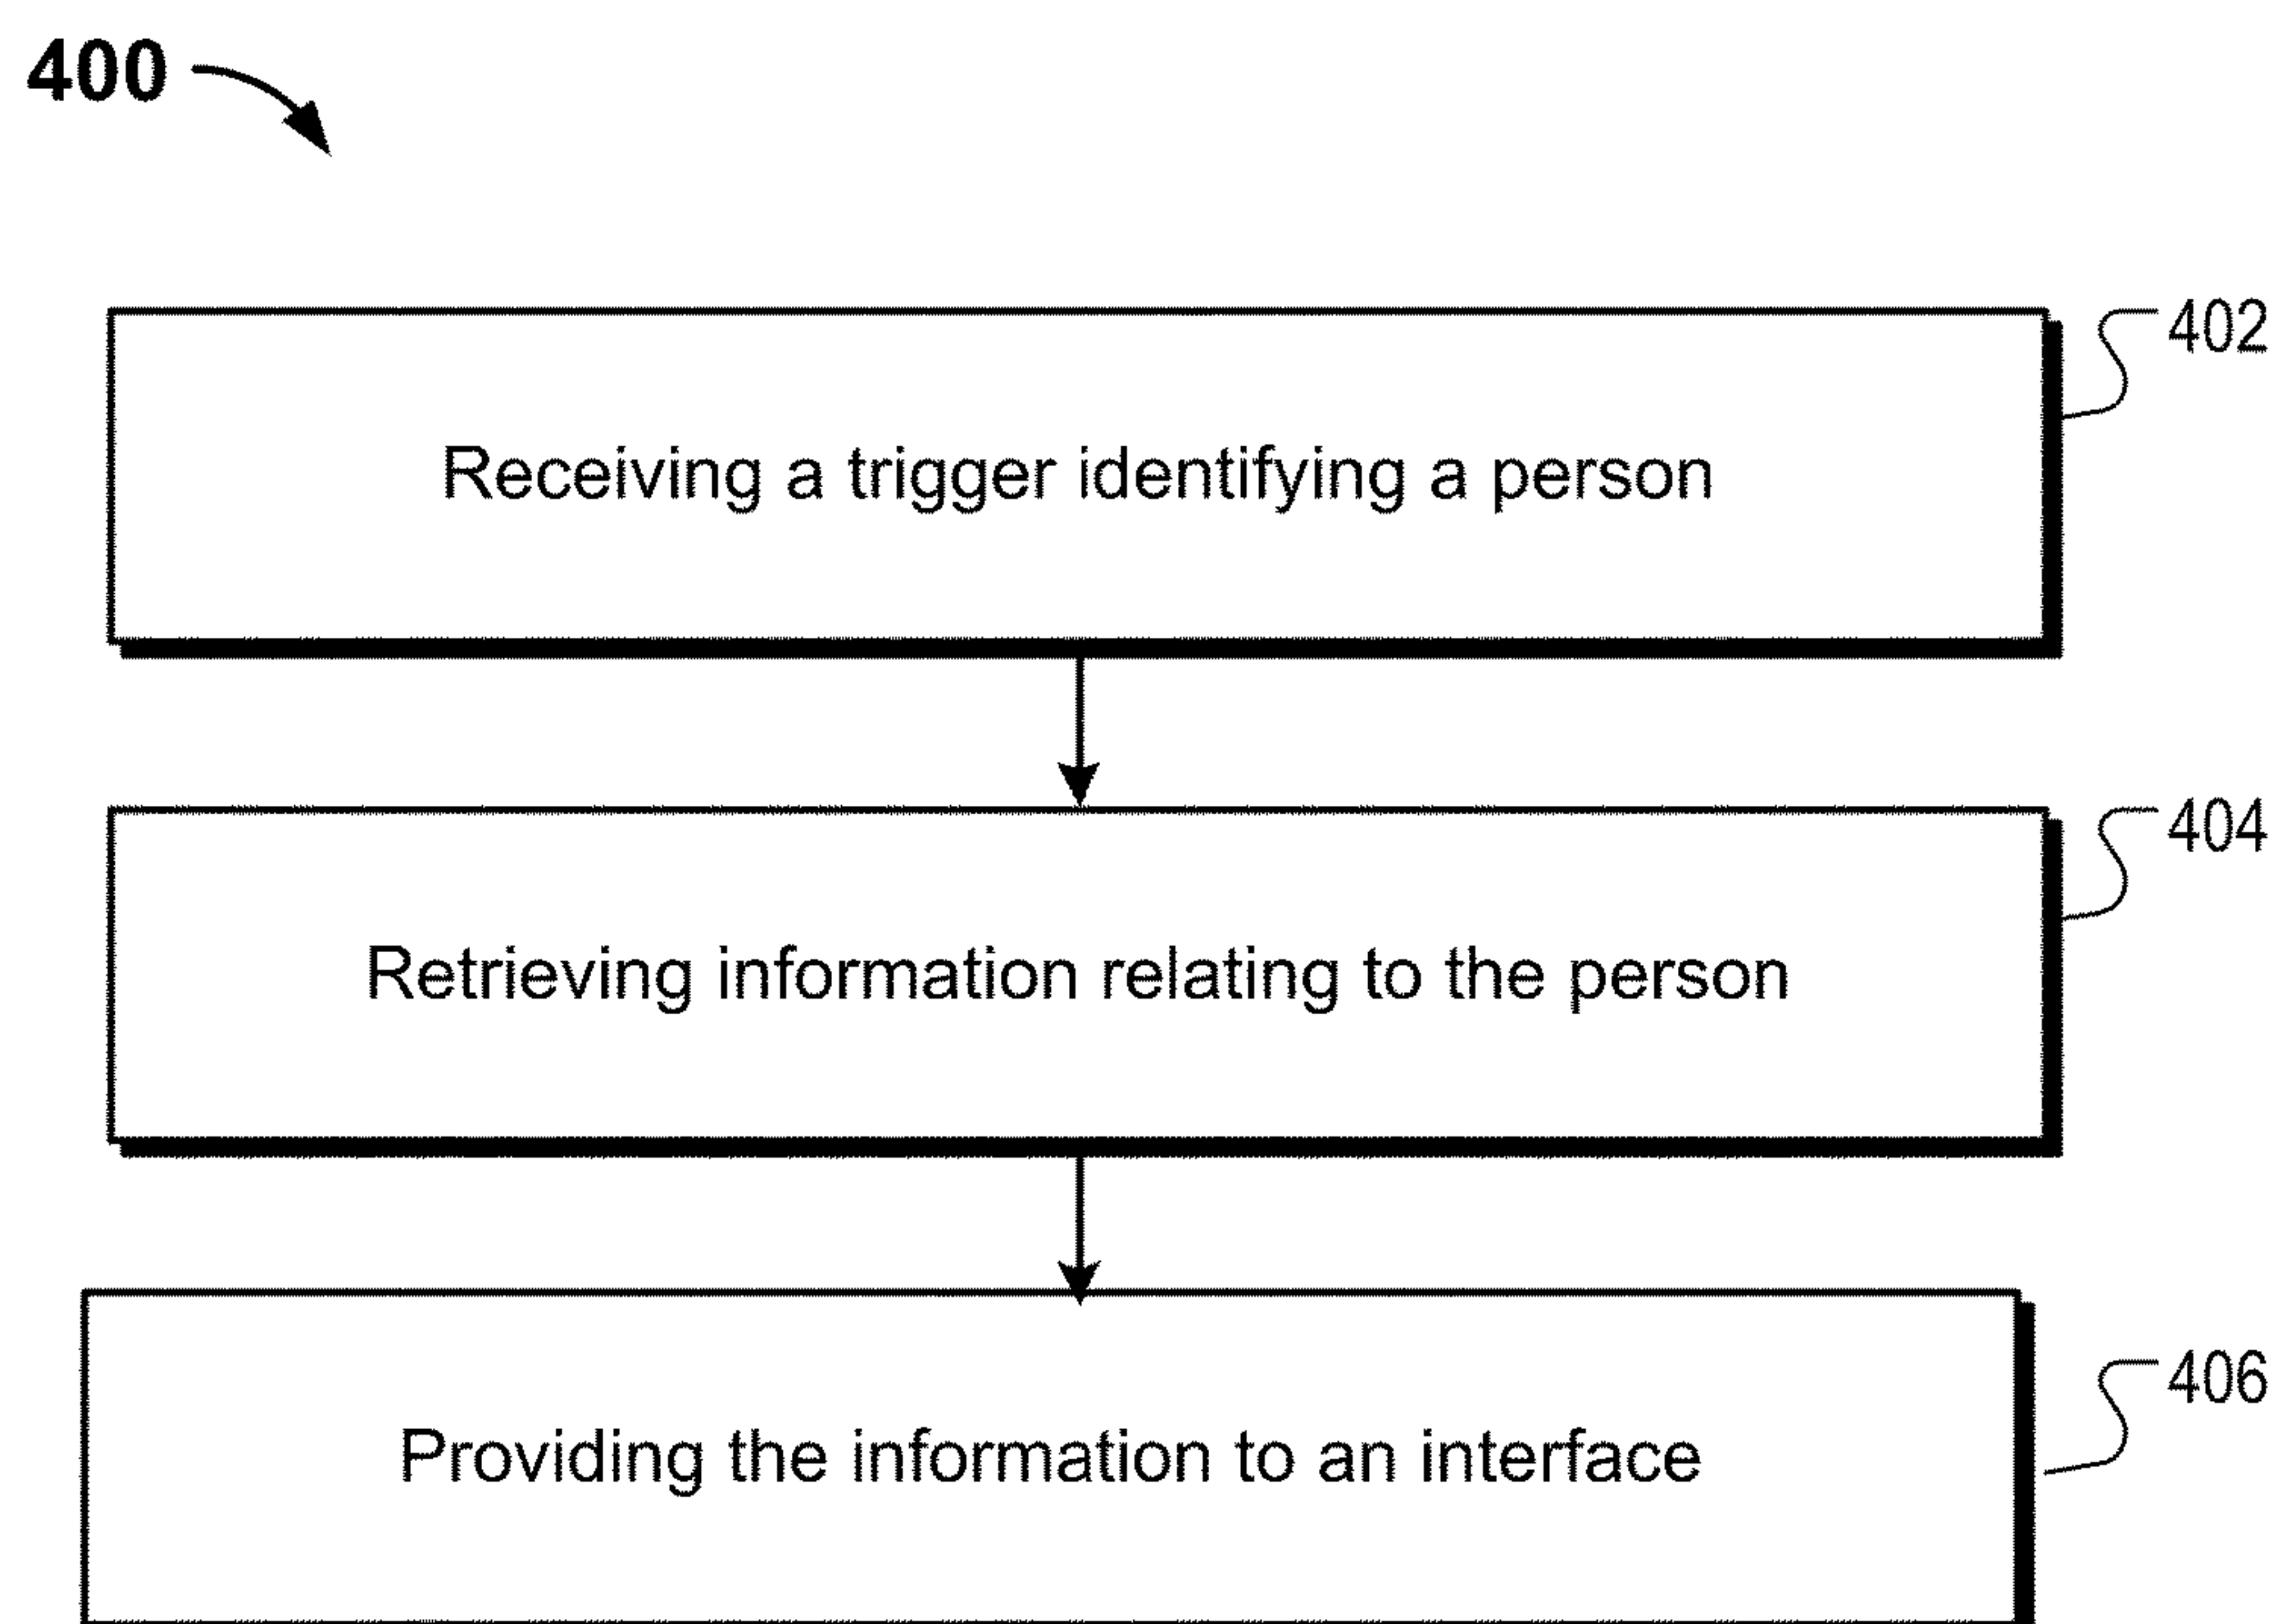 400
402
Receiving a trigger identifying a person
404
Retrieving information relating to the person
406
Providing the information to an interface